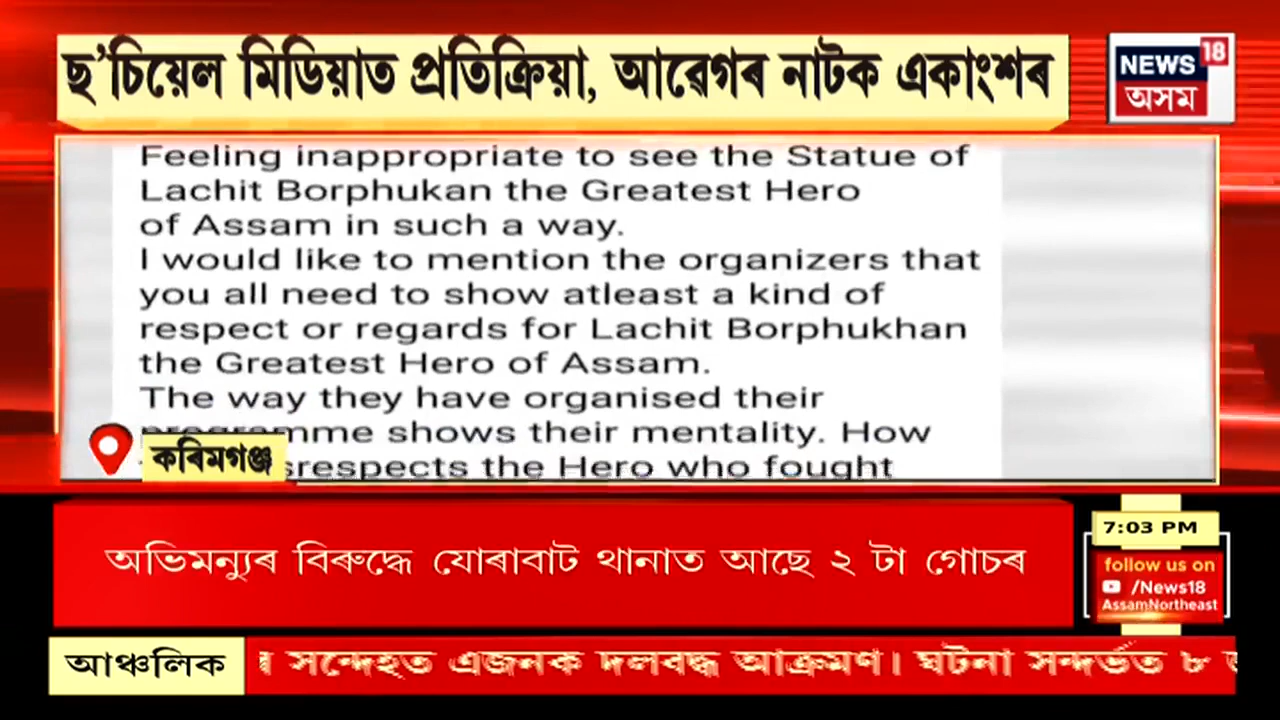 ছ'চিয়েল মিডিয়াত প্ৰতিক্ৰিয়া, আৱেগৰ নাটক একাংশৰ
NEWS 18
অসম
Feeling inappropriate to see the Statue of
Lachit Borphukan the Greatest Hero
of Assam in such a way.
I would like to mention the organizers that
you all need to show atleast a kind of
respect or regards for Lachit Borphukhan
the Greatest Hero of Assam.
The way they have organised their
programme shows their mentality. How
srespects the Hero who fought
কৰিমগঞ্জ
অভিমন্যুৰ বিৰুদ্ধে যোৰাবাট থানাত আছে ২ টা গোচৰ
7:03 PM
follow us on
/News18
AssamNortheast
আঞ্চলিক
ৰ সন্দেহত এজনক দলবদ্ধ আক্ৰমণ। ঘটনা সন্দৰ্ভত ৮